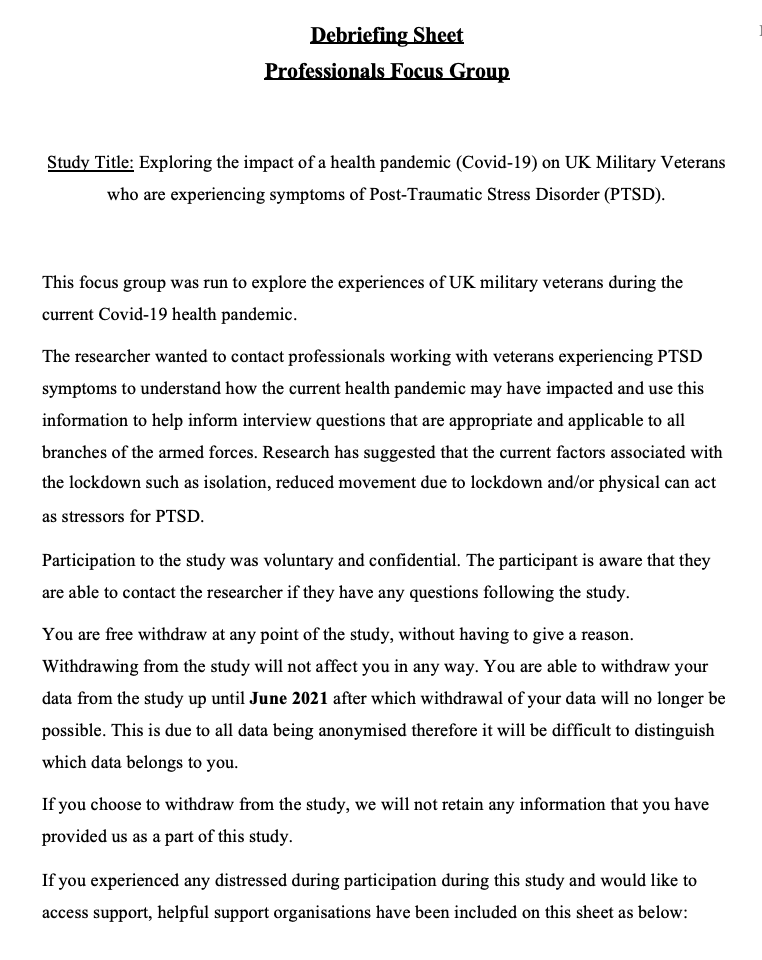 Debriefing Sheet
Professionals Focus Group
Study Title: Exploring the impact of a health pandemic (Covid-19) on UK Military Veterans
who are experiencing symptoms of Post-Traumatic Stress Disorder (PTSD).
This focus group was run to explore the experiences of UK military veterans during the
current Covid-19 health pandemic.
The researcher wanted to contact professionals working with veterans experiencing PTSD
symptoms to understand how the current health pandemic may have impacted and use this
information to help inform interview questions that are appropriate and applicable to all
branches of the armed forces. Research has suggested that the current factors associated with
the lockdown such as isolation, reduced movement due to lockdown and/or physical can act
as stressors for PTSD.
Participation to the study was voluntary and confidential. The participant is aware that they
are able to contact the researcher if they have any questions following the study.
You are free withdraw at any point of the study, without having to give a reason.
Withdrawing from the study will not affect you in any way. You are able to withdraw your
data from the study up until June 2021 after which withdrawal of your data will no longer be
possible. This is due to all data being anonymised therefore it will be difficult to distinguish
which data belongs to you.
If you choose to withdraw from the study, we will not retain any information that you have
provided us as a part of this study.
If you experienced any distressed during participation during this study and would like to
access support, helpful support organisations have been included on this sheet as below: